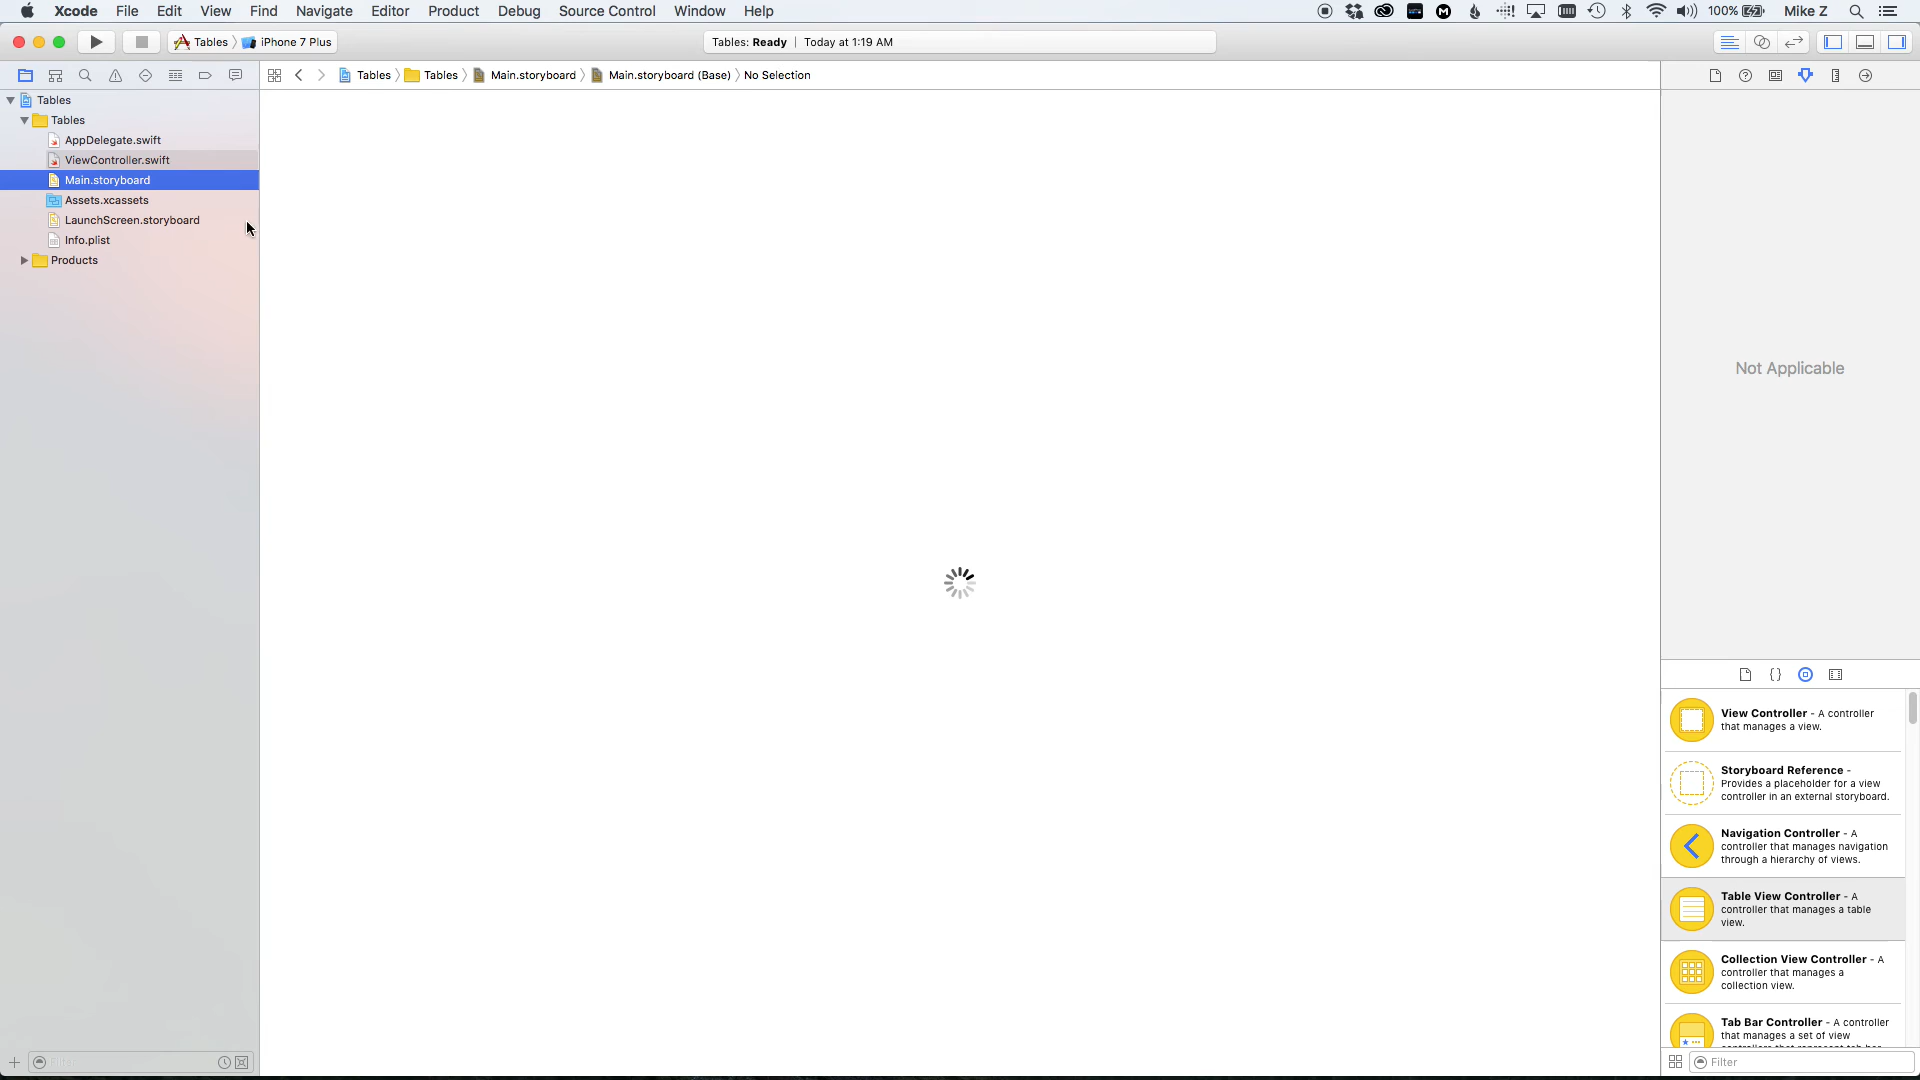 Xcode File Edit View Find Navigate Editor Product Debug Source Control Window Help 100% Mike Z
Tables iPhone 7 Plus Tables: Ready | Today at 1:19 AM
Tables Tables Main.storyboard Main.storyboard (Base) No Selection
Tables
Tables
AppDelegate.swift
ViewController.swift
Main.storyboard
Assets.xcassets
LaunchScreen.storyboard
Info.plist
Products
Not Applicable
{}
View Controller - A controller
that manages a view.
Storyboard Reference -
Provides a placeholder for a view
controller in an external storyboard.
Navigation Controller - A
controller that manages navigation
through a hierarchy of views.
Table View Controller - A
controller that manages a table
view.
Collection View Controller - A
controller that manages a
collection view.
Tab Bar Controller - A controller
that manages a set of view
Filter